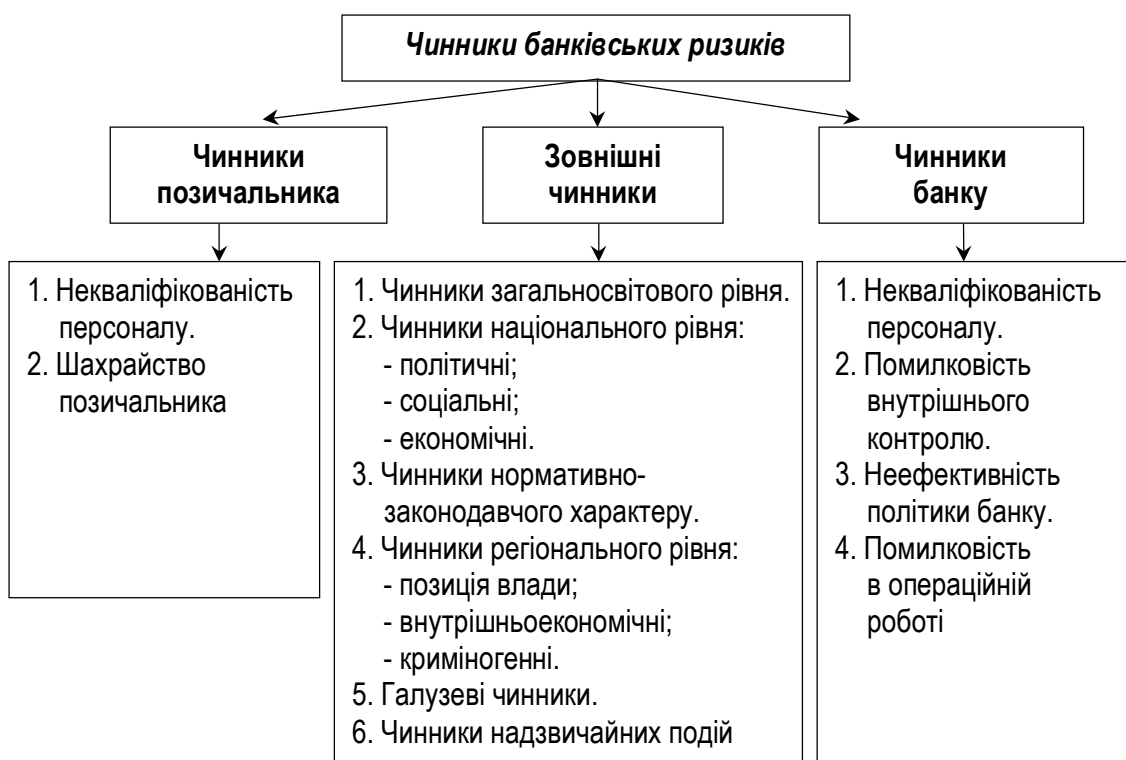 Чинники банківських ризиків
Чинники
позичальника
Зовнішні
чинники
Чинники
банку
1. Некваліфікованість
персоналу.
2. Шахрайство
позичальника
1. Чинники загальносвітового рівня.
2. Чинники національного рівня:
- політичні;
- соціальні;
- економічні.
3. Чинники нормативно-
законодавчого характеру.
4. Чинники регіонального рівня:
- позиція влади;
- внутрішньоекономічні;
- криміногенні.
5. Галузеві чинники.
6. Чинники надзвичайних подій
1. Некваліфікованість
персоналу.
2. Помилковість
внутрішнього
контролю.
3. Неефективність
політики банку.
4. Помилковість
в операційній
роботі